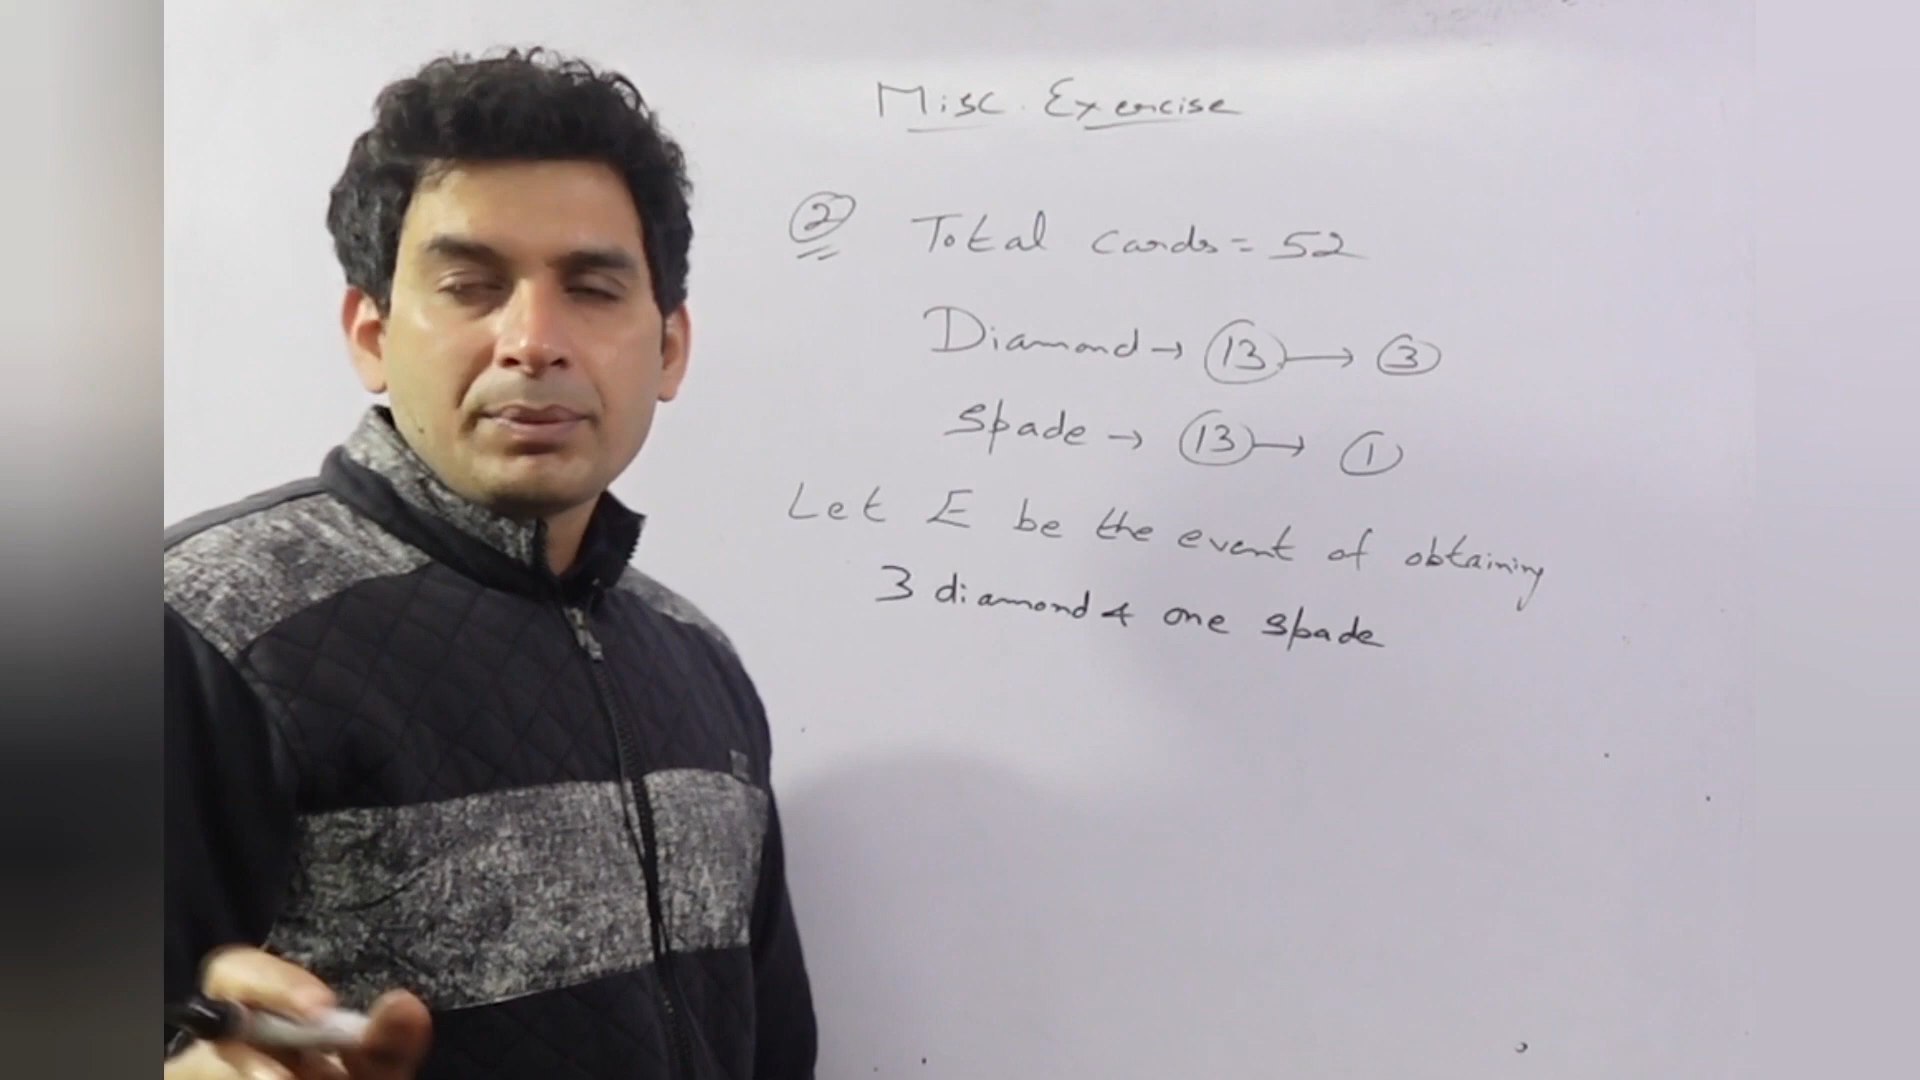 Misc. Exercise
2 Total cards = 52
Diamond → 13 → 3
Spade → 13 → 1
Let E be the event of obtaining
3 diamond & one spade